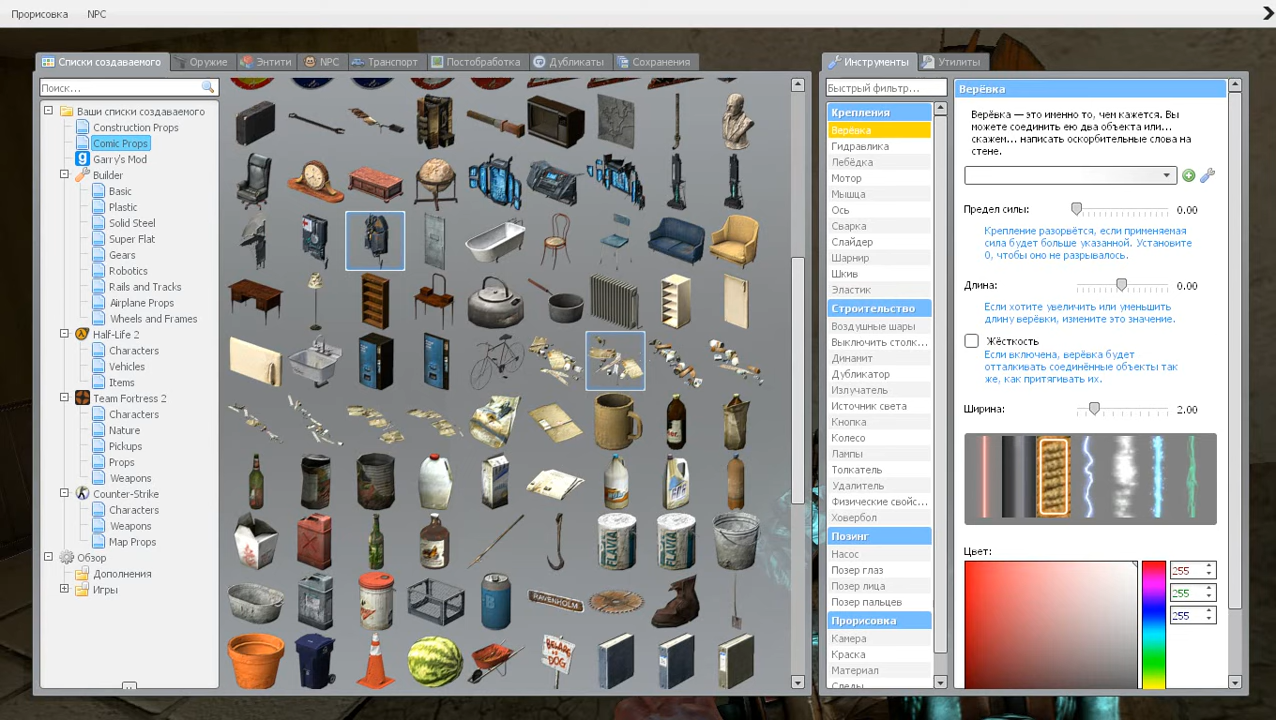 Прорисовка NPC
Списки создаваемого Оружие Энтити NPC Транспорт Постобработка Дубликаты Сохранения
Поиск...
Ваши списки создаваемого
Construction Props
Comic Props
Garry's Mod
Builder
Basic
Plastic
Solid Steel
Super Flat
Gears
Robotics
Rails and Tracks
Airplane Props
Wheels and Frames
Half-Life 2
Characters
Vehicles
Items
Team Fortress 2
Characters
Nature
Pickups
Props
Weapons
Counter-Strike
Characters
Weapons
Map Props
Обзор
Дополнения
Игры
FLAVIA
FLAVIA
RAVENHOLM
BEWARE
OF
DOG
Инструменты Утилиты
Быстрый фильтр...
Крепления
Верёвка
Гидравлика
Лебёдка
Мотор
Мышца
Ось
Сварка
Слайдер
Шарнир
Шкив
Эластик
Строительство
Воздушные шары
Выключить столк...
Динамит
Дубликатор
Излучатель
Источник света
Кнопка
Колесо
Лампы
Толкатель
Удалитель
Физические свойс...
Ховербол
Позинг
Насос
Позер глаз
Позер лица
Позер пальцев
Прорисовка
Камера
Краска
Материал
Следы
Верёвка
Верёвка — это именно то, чем кажется. Вы
можете соединить ею два объекта или...
скажем... написать оскорбительные слова на
стене.
Предел силы: 0.00
Крепление разорвётся, если применяемая
сила будет больше указанной. Установите
0, чтобы оно не разрывалось.
Длина: 0.00
Если хотите увеличить или уменьшить
длину верёвки, измените это значение.
Жёсткость
Если включена, верёвка будет
отталкивать соединённые объекты так
же, как притягивать их.
Ширина: 2.00
Цвет:
255
255
255